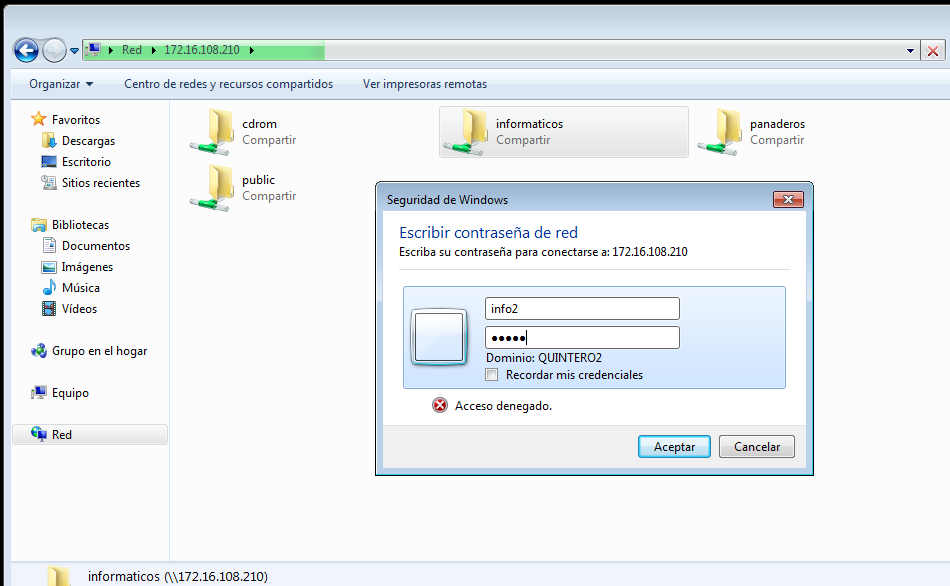 Red 172.16.108.210
Organizar Centro de redes y recursos compartidos Ver impresoras remotas
Favoritos
Descargas
Escritorio
Sitios recientes
Bibliotecas
Documentos
Imágenes
Música
Vídeos
Grupo en el hogar
Equipo
Red
cdrom
Compartir
informaticos
Compartir
panaderos
Compartir
public
Compartir
Seguridad de Windows
Escribir contraseña de red
Escriba su contraseña para conectarse a: 172.16.108.210
info2
●●●●●
Dominio: QUINTERO2
Recordar mis credenciales
Acceso denegado.
Aceptar Cancelar
informaticos (\\172.16.108.210)